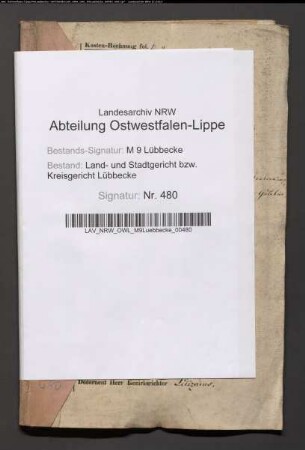 Kosten-Rechnung fol.
Landesarchiv NRW
Abteilung Ostwestfalen-Lippe
Bestands-Signatur: M 9 Lübbecke
Bestand: Land- und Stadtgericht bzw.
Kreisgericht Lübbecke
Signatur: Nr. 480
LAV_NRW_OWL_M9Luebbecke_00480
Decernent Herr Bezirksrichter